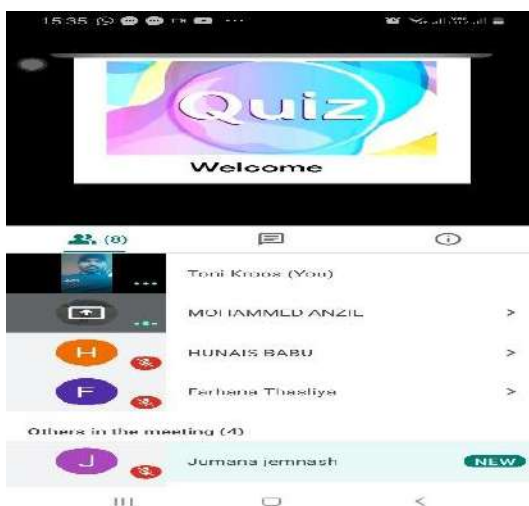 15:35
Quiz
Welcome
(8)
Toni Kroos (You)
MOHAMMED ANZIL
H
HUNAIS BABU
F
Farhana Thasliya
Others in the meeting (4)
J
Jumana jemnash
NEW